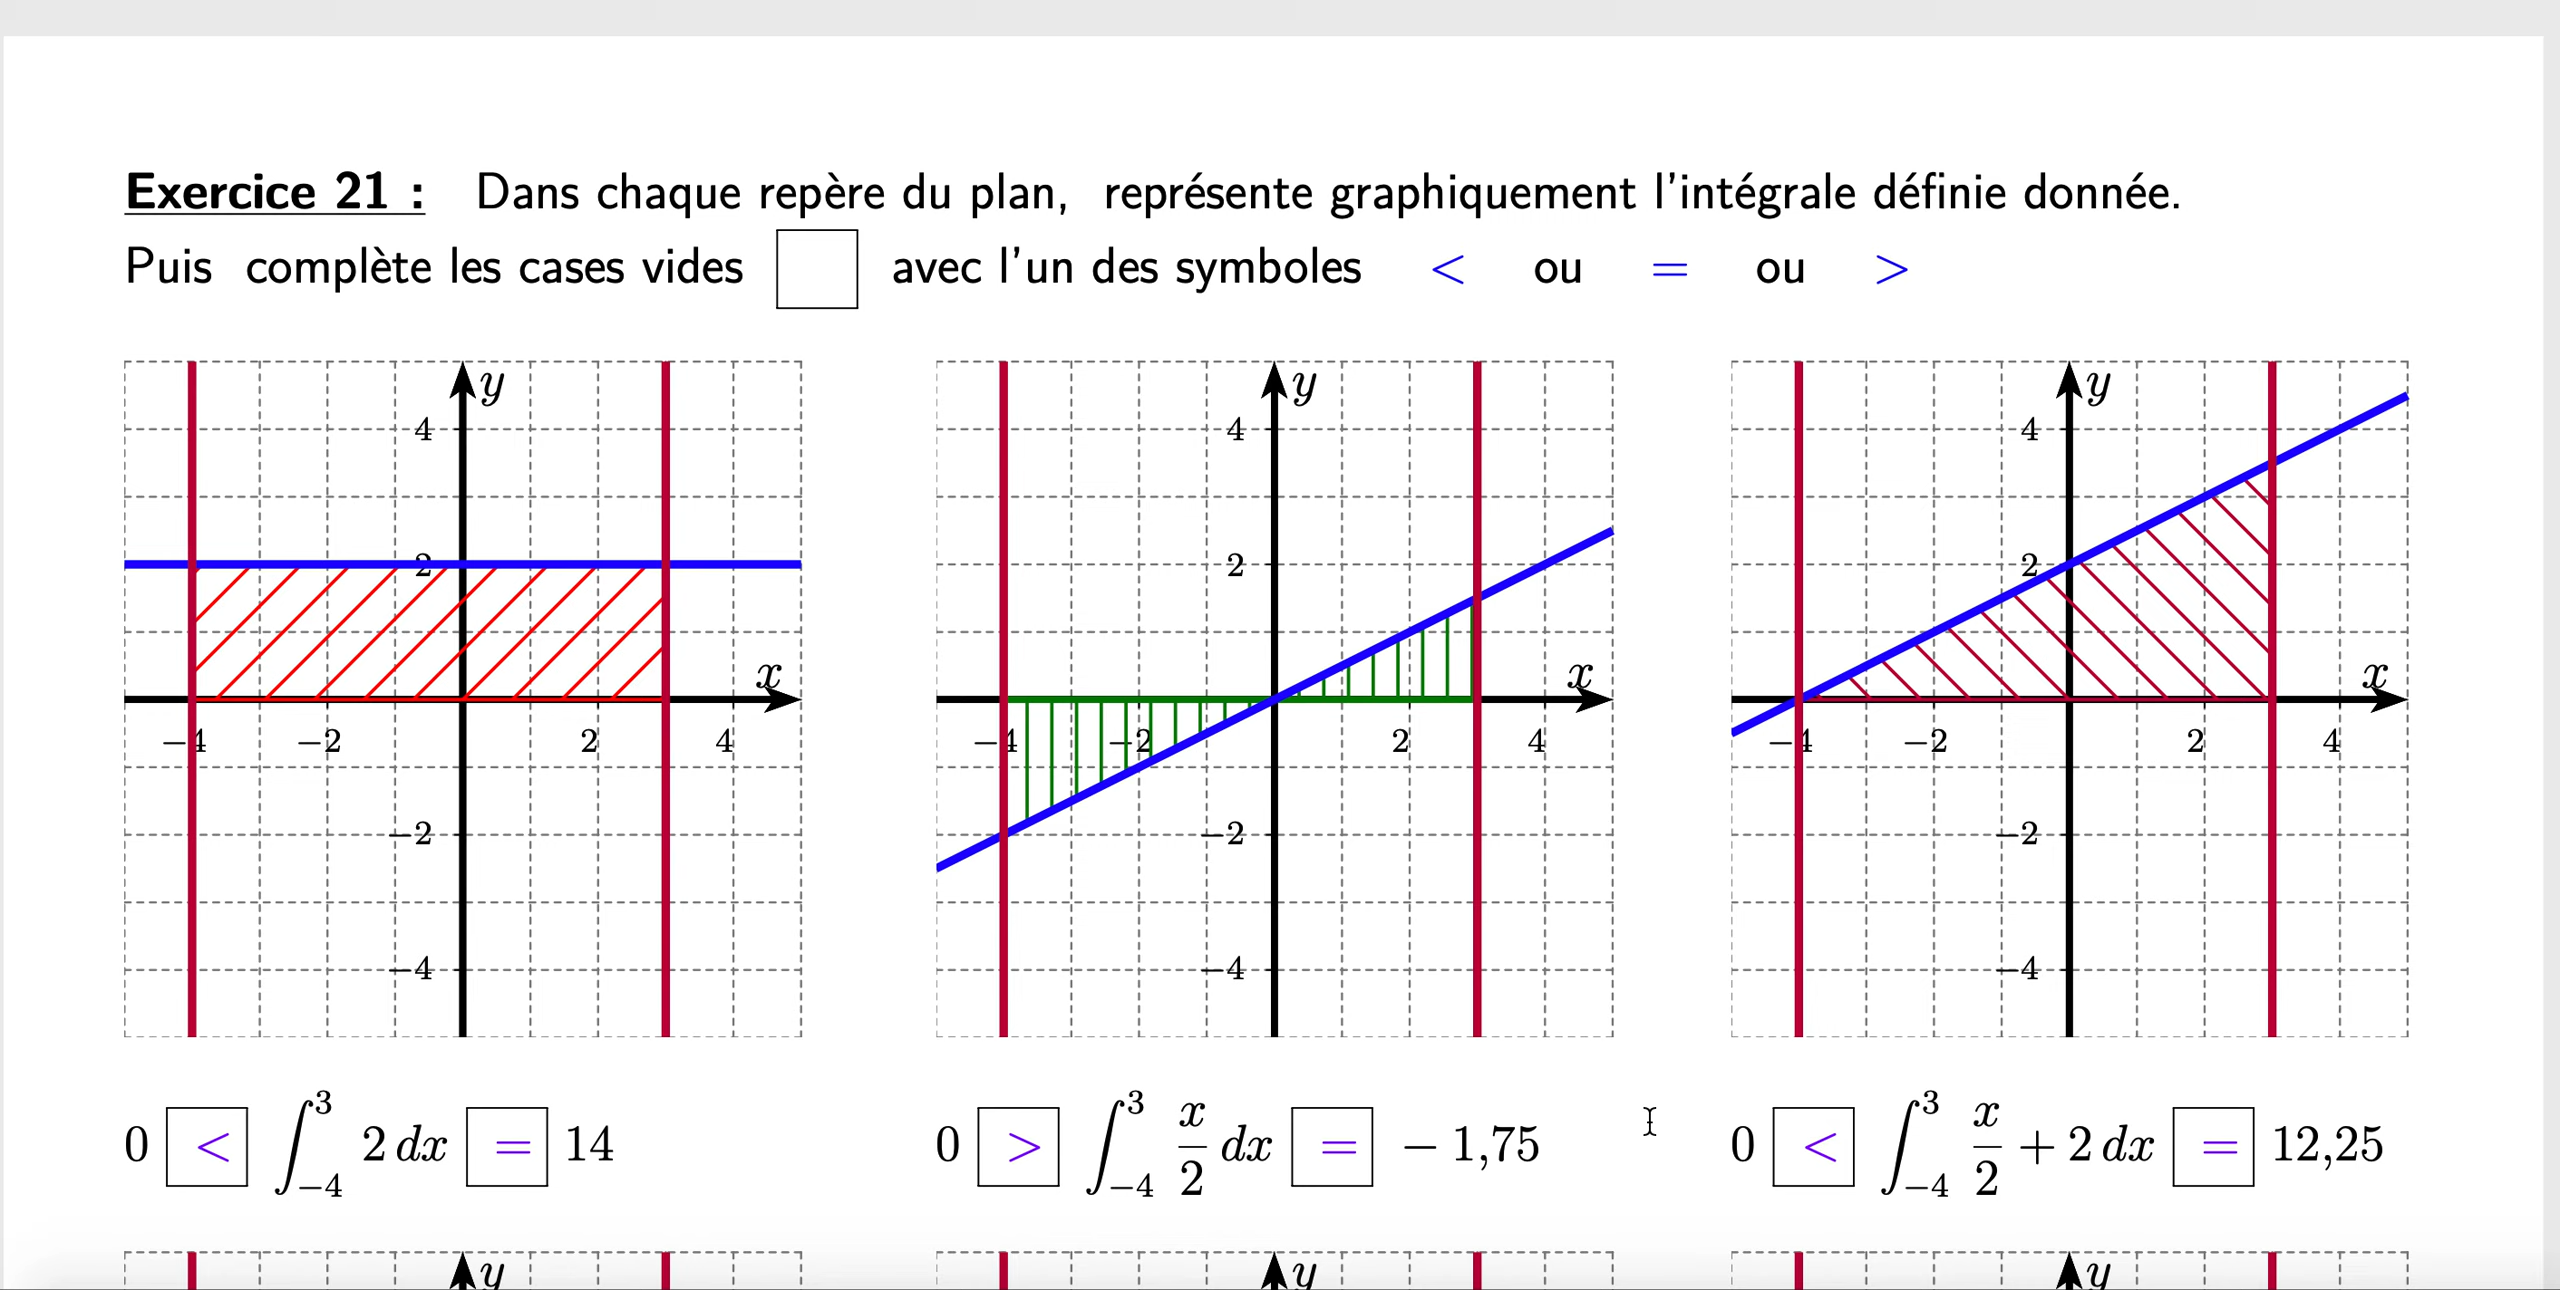 Exercice 21 : Dans chaque repère du plan, représente graphiquement l'intégrale définie donnée.
Puis complète les cases vides □ avec l'un des symboles < ou = ou >
y
4
2
x
−4 −2 2 4
−2
−4
y
4
2
x
−4 −2 2 4
−2
−4
y
4
2
x
−4 −2 2 4
−2
−4
0 < ∫_{−4}^{3} 2 dx = 14
0 > ∫_{−4}^{3} x/2 dx = − 1,75
0 < ∫_{−4}^{3} x/2 + 2 dx = 12,25
y
y
y